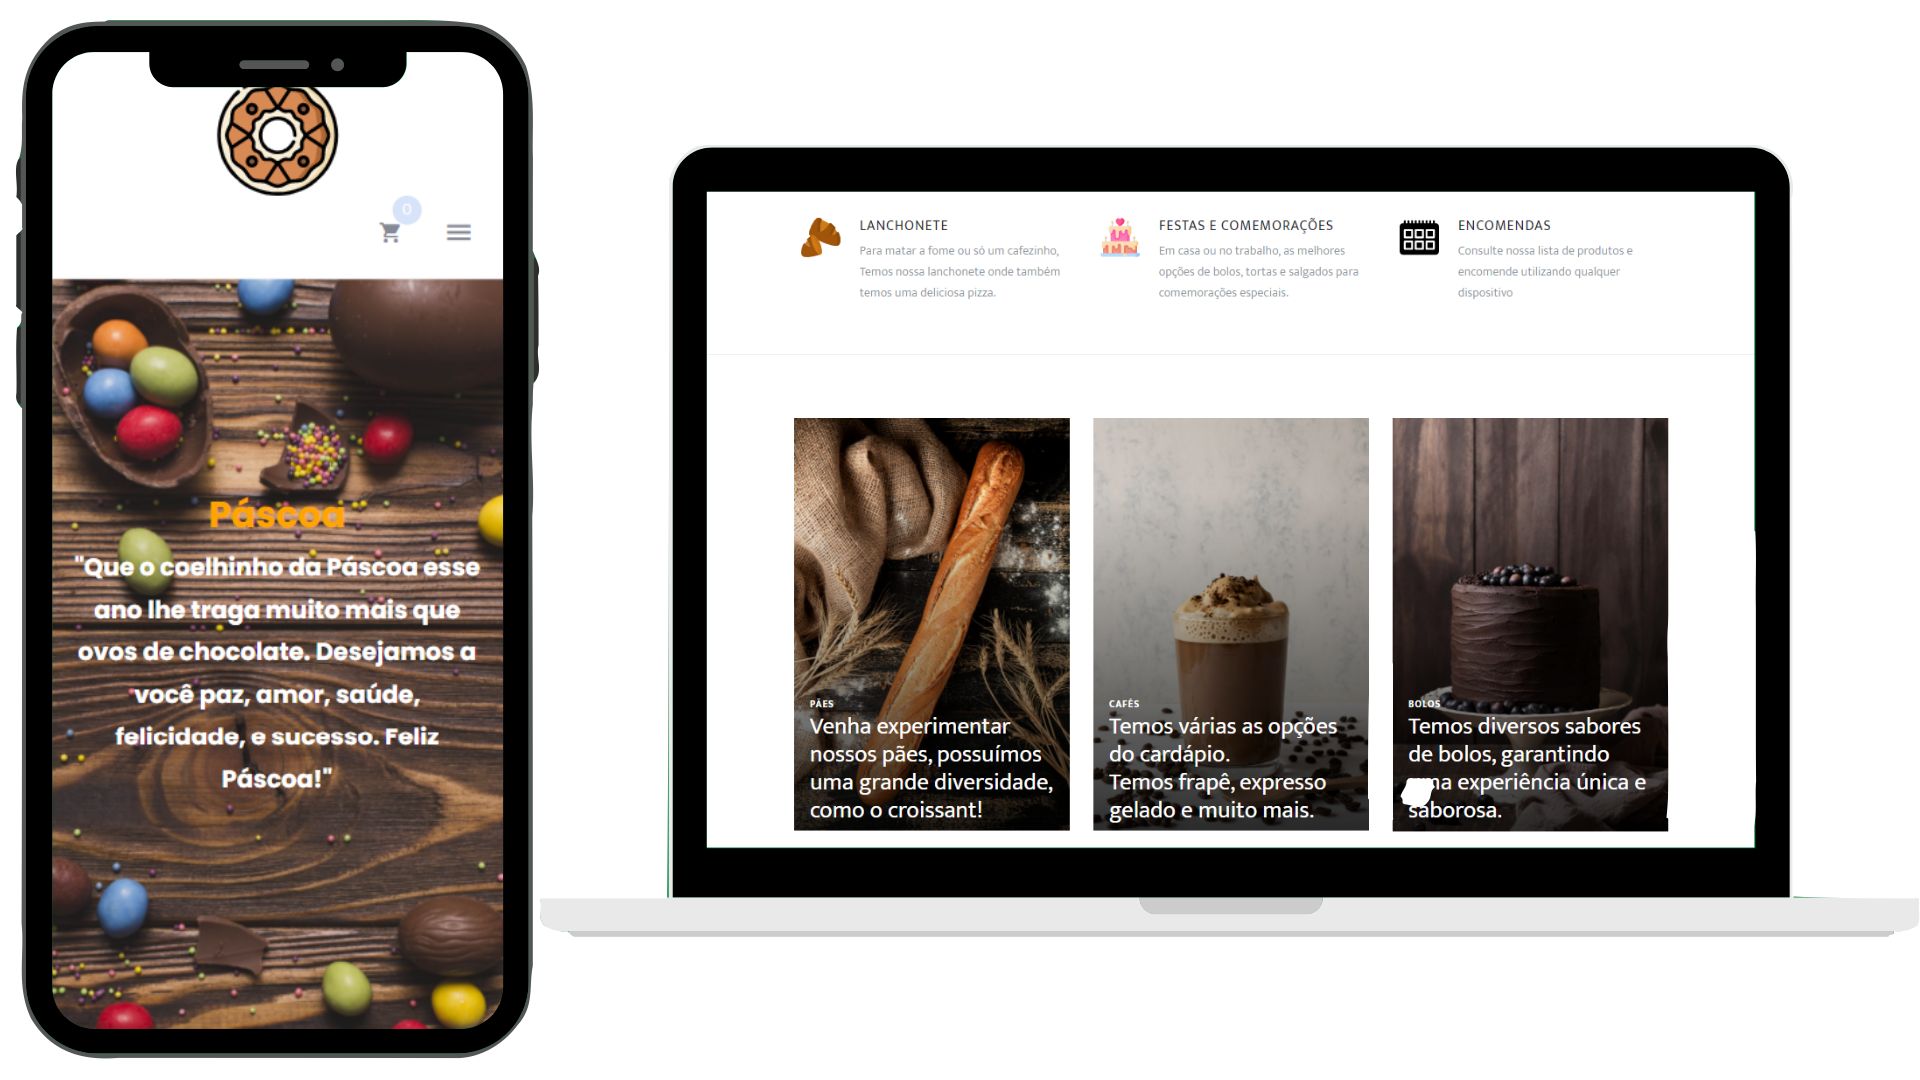 0
Páscoa
"Que o coelhinho da Páscoa esse
ano lhe traga muito mais que
ovos de chocolate. Desejamos a
você paz, amor, saúde,
felicidade, e sucesso. Feliz
Páscoa!"
LANCHONETE
Para matar a fome ou só um cafezinho,
Temos nossa lanchonete onde também
temos uma deliciosa pizza.
FESTAS E COMEMORAÇÕES
Em casa ou no trabalho, as melhores
opções de bolos, tortas e salgados para
comemorações especiais.
ENCOMENDAS
Consulte nossa lista de produtos e
encomende utilizando qualquer
dispositivo
PÃES
Venha experimentar
nossos pães, possuímos
uma grande diversidade,
como o croissant!
CAFÉS
Temos várias as opções
do cardápio.
Temos frapê, expresso
gelado e muito mais.
BOLOS
Temos diversos sabores
de bolos, garantindo
uma experiência única e
saborosa.